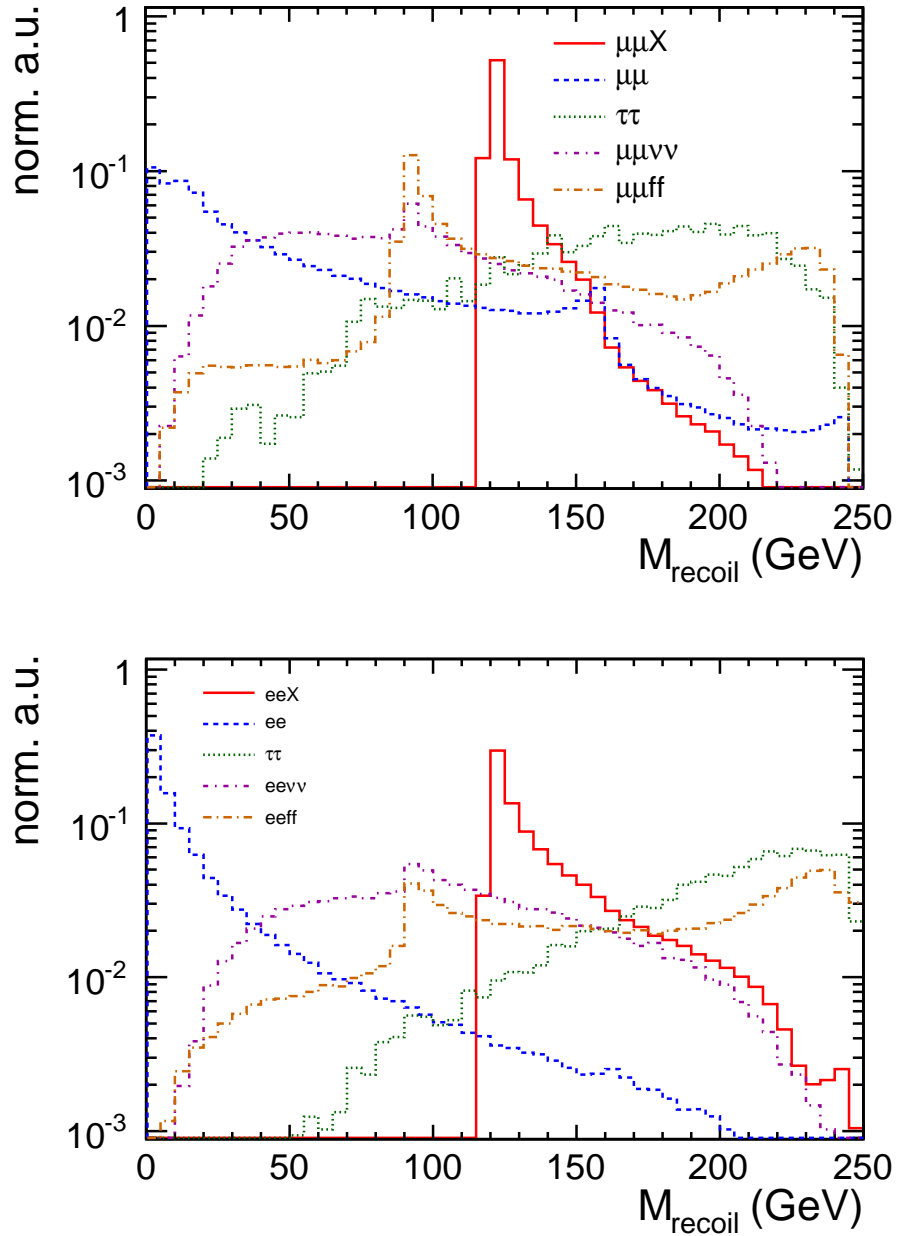 norm. a.u.
1
10⁻¹
10⁻²
10⁻³
μμX
μμ
ττ
μμνν
μμff
0 50 100 150 200 250
M_recoil (GeV)
norm. a.u.
1
10⁻¹
10⁻²
10⁻³
eeX
ee
ττ
eeνν
eeff
0 50 100 150 200 250
M_recoil (GeV)